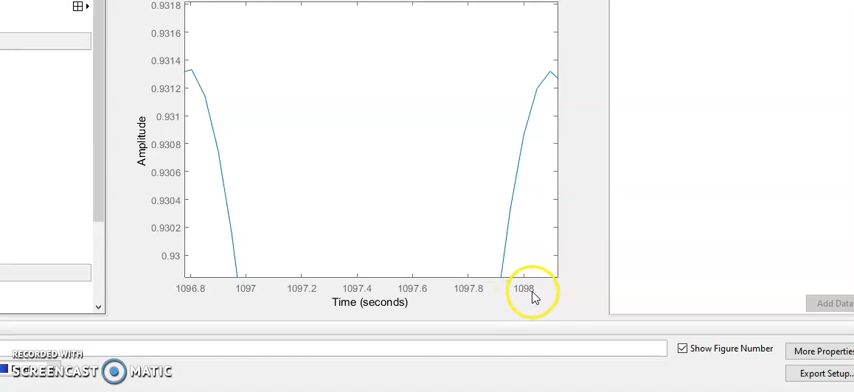 0.9318
0.9316
0.9314
0.9312
0.931
0.9308
0.9306
0.9304
0.9302
0.93
Amplitude
1096.8 1097 1097.2 1097.4 1097.6 1097.8 1098
Time (seconds)
Add Data
Show Figure Number
More Properties
Export Setup...
RECORDED WITH
SCREENCAST MATIC